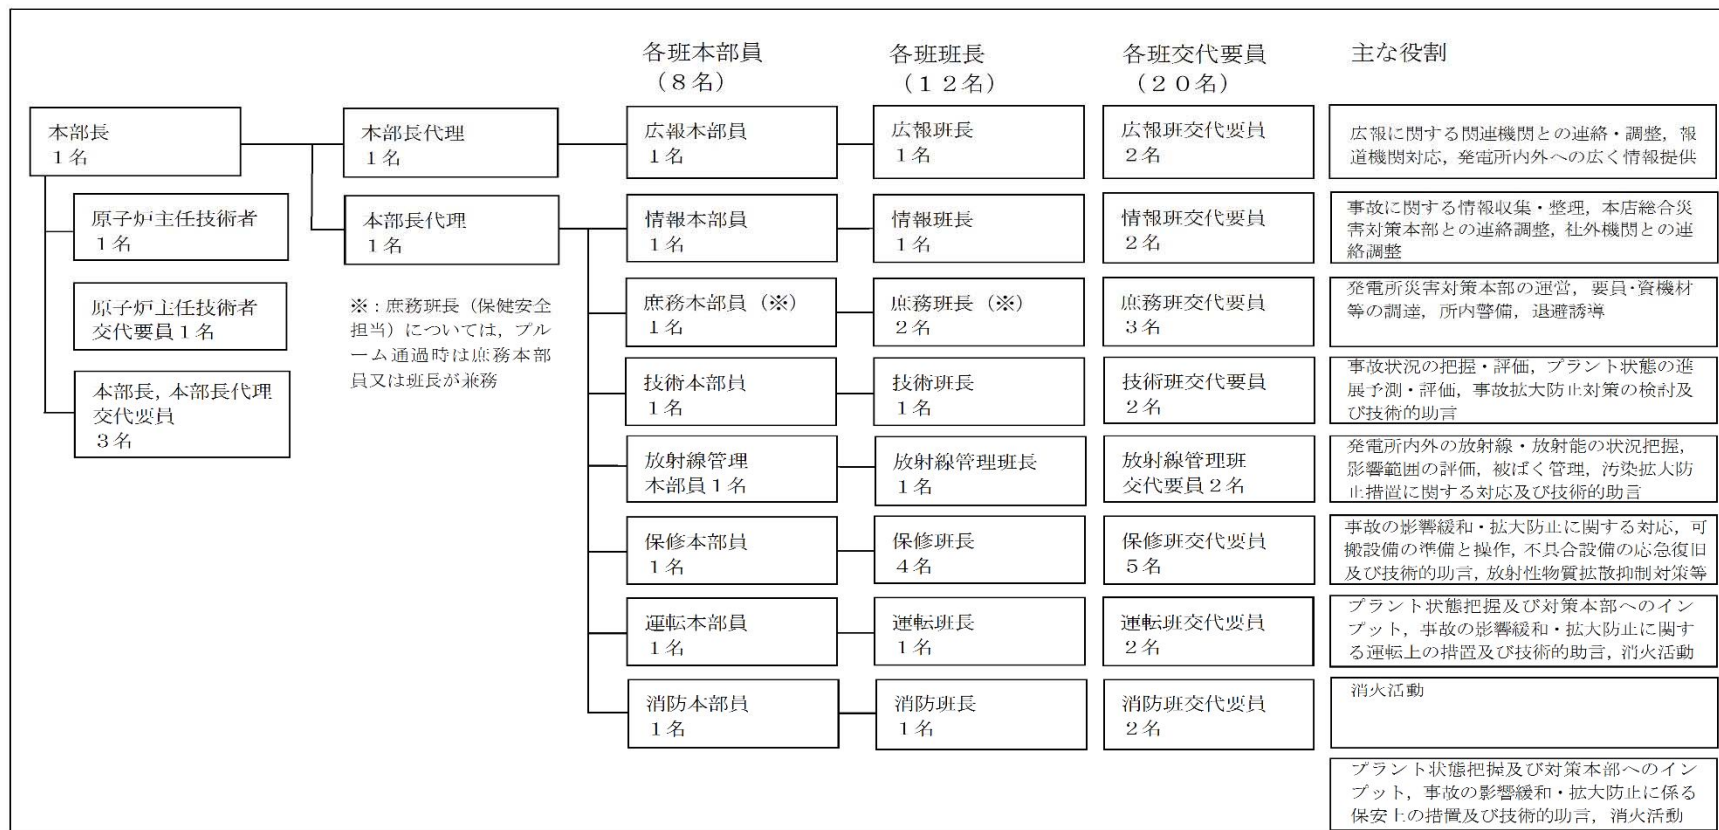 各班本部員
（８名）
各班班長
（１２名）
各班交代要員
（２０名）
主な役割
本部長
１名
原子炉主任技術者
１名
原子炉主任技術者
交代要員１名
本部長，本部長代理
交代要員
３名
本部長代理
１名
本部長代理
１名
※：庶務班長（保健安全
担当）については，プル
ーム通過時は庶務本部
員又は班長が兼務
広報本部員
１名
広報班長
１名
広報班交代要員
２名
広報に関する関連機関との連絡・調整，報
道機関対応，発電所内外への広く情報提供
情報本部員
１名
情報班長
１名
情報班交代要員
２名
事故に関する情報収集・整理，本店総合災
害対策本部との連絡調整，社外機関との連
絡調整
庶務本部員（※）
１名
庶務班長（※）
２名
庶務班交代要員
３名
発電所災害対策本部の運営，要員・資機材
等の調達，所内警備，退避誘導
技術本部員
１名
技術班長
１名
技術班交代要員
２名
事故状況の把握・評価，プラント状態の進
展予測・評価，事故拡大防止対策の検討及
び技術的助言
放射線管理
本部員１名
放射線管理班長
１名
放射線管理班
交代要員２名
発電所内外の放射線・放射能の状況把握，
影響範囲の評価，被ばく管理，汚染拡大防
止措置に関する対応及び技術的助言
保修本部員
１名
保修班長
４名
保修班交代要員
５名
事故の影響緩和・拡大防止に関する対応，可
搬設備の準備と操作，不具合設備の応急復旧
及び技術的助言，放射性物質拡散抑制対策等
運転本部員
１名
運転班長
１名
運転班交代要員
２名
プラント状態把握及び対策本部へのイン
プット，事故の影響緩和・拡大防止に関す
る運転上の措置及び技術的助言，消火活動
消防本部員
１名
消防班長
１名
消防班交代要員
２名
消火活動
プラント状態把握及び対策本部へのイン
プット，事故の影響緩和・拡大防止に係る
保安上の措置及び技術的助言，消火活動